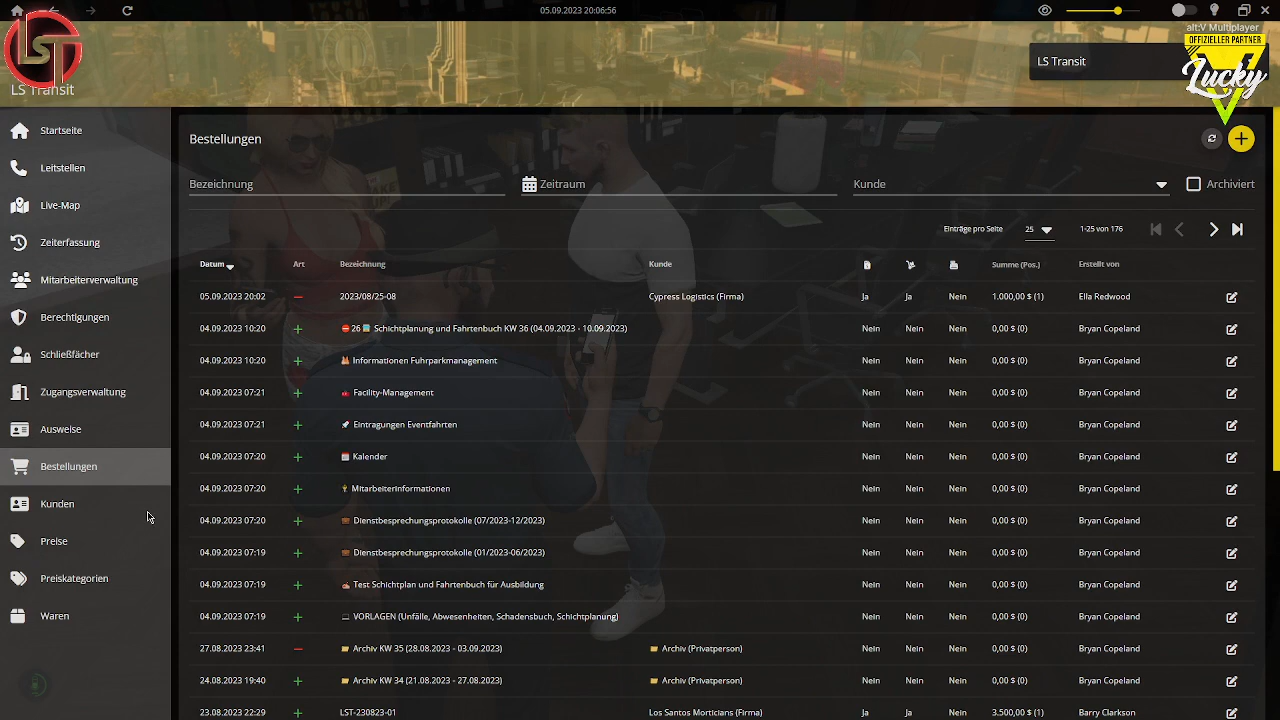 05.09.2023 20:06:56
alt:V Multiplayer
OFFIZIELLER PARTNER
LST
LS Transit
Lucky V
LS Transit
Startseite
Leitstellen
Live-Map
Zeiterfassung
Mitarbeiterverwaltung
Berechtigungen
Schließfächer
Zugangsverwaltung
Ausweise
Bestellungen
Kunden
Preise
Preiskategorien
Waren
Bestellungen
Bezeichnung Zeitraum Kunde Archiviert
Einträge pro Seite 25 1-25 von 176
Datum Art Bezeichnung Kunde Summe (Pos.) Erstellt von
05.09.2023 20:02 2023/08/25-08 Cypress Logistics (Firma) Ja Ja Nein 1.000,00 $ (1) Ella Redwood
04.09.2023 10:20 26 Schichtplanung und Fahrtenbuch KW 36 (04.09.2023 - 10.09.2023) Nein Nein Nein 0,00 $ (0) Bryan Copeland
04.09.2023 10:20 Informationen Fuhrparkmanagement Nein Nein Nein 0,00 $ (0) Bryan Copeland
04.09.2023 07:21 Facility-Management Nein Nein Nein 0,00 $ (0) Bryan Copeland
04.09.2023 07:21 Eintragungen Eventfahrten Nein Nein Nein 0,00 $ (0) Bryan Copeland
04.09.2023 07:20 Kalender Nein Nein Nein 0,00 $ (0) Bryan Copeland
04.09.2023 07:20 Mitarbeiterinformationen Nein Nein Nein 0,00 $ (0) Bryan Copeland
04.09.2023 07:20 Dienstbesprechungsprotokolle (07/2023-12/2023) Nein Nein Nein 0,00 $ (0) Bryan Copeland
04.09.2023 07:19 Dienstbesprechungsprotokolle (01/2023-06/2023) Nein Nein Nein 0,00 $ (0) Bryan Copeland
04.09.2023 07:19 Test Schichtplan und Fahrtenbuch für Ausbildung Nein Nein Nein 0,00 $ (0) Bryan Copeland
04.09.2023 07:19 VORLAGEN (Unfälle, Abwesenheiten, Schadensbuch, Schichtplanung) Nein Nein Nein 0,00 $ (0) Bryan Copeland
27.08.2023 23:41 Archiv KW 35 (28.08.2023 - 03.09.2023) Archiv (Privatperson) Nein Nein Nein 0,00 $ (0) Bryan Copeland
24.08.2023 19:40 Archiv KW 34 (21.08.2023 - 27.08.2023) Archiv (Privatperson) Nein Nein Nein 0,00 $ (0) Bryan Copeland
23.08.2023 22:29 LST-230823-01 Los Santos Morticians (Firma) Ja Ja Nein 3.500,00 $ (1) Barry Clarkson